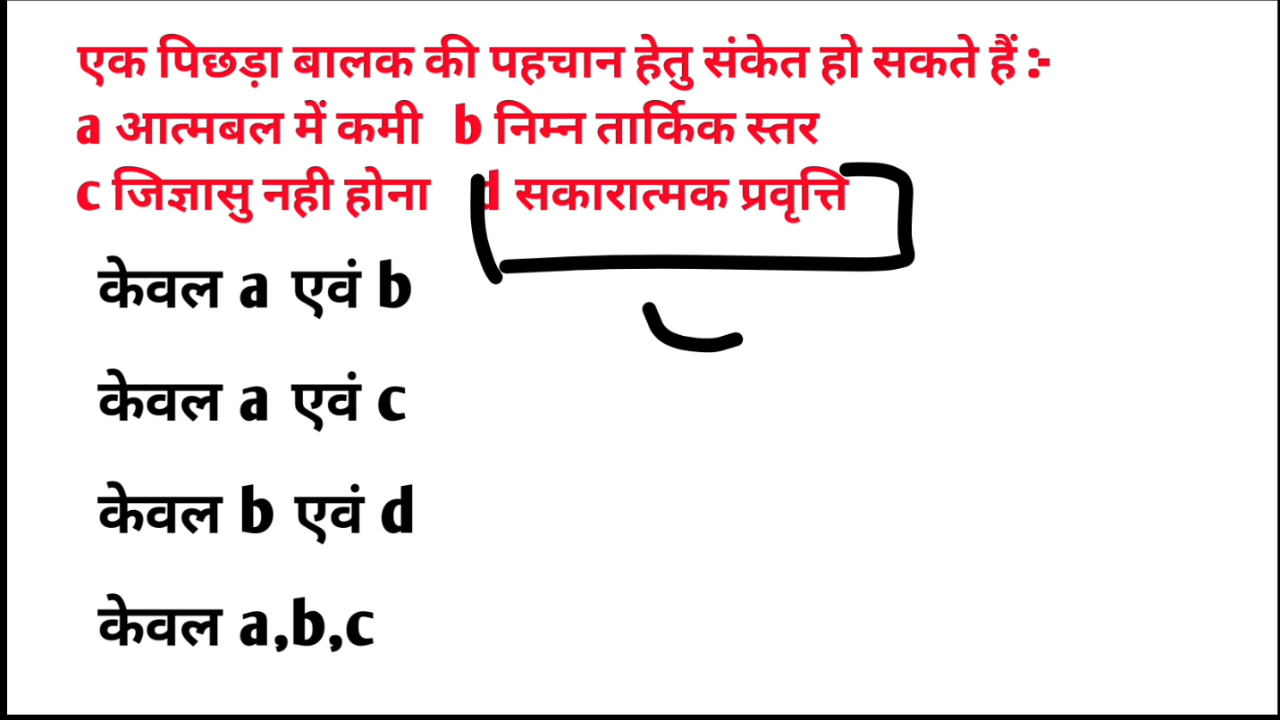 एक पिछड़ा बालक की पहचान हेतु संकेत हो सकते हैं :-
a आत्मबल में कमी b निम्न तार्किक स्तर
c जिज्ञासु नही होना d सकारात्मक प्रवृत्ति
केवल a एवं b
केवल a एवं c
केवल b एवं d
केवल a,b,c